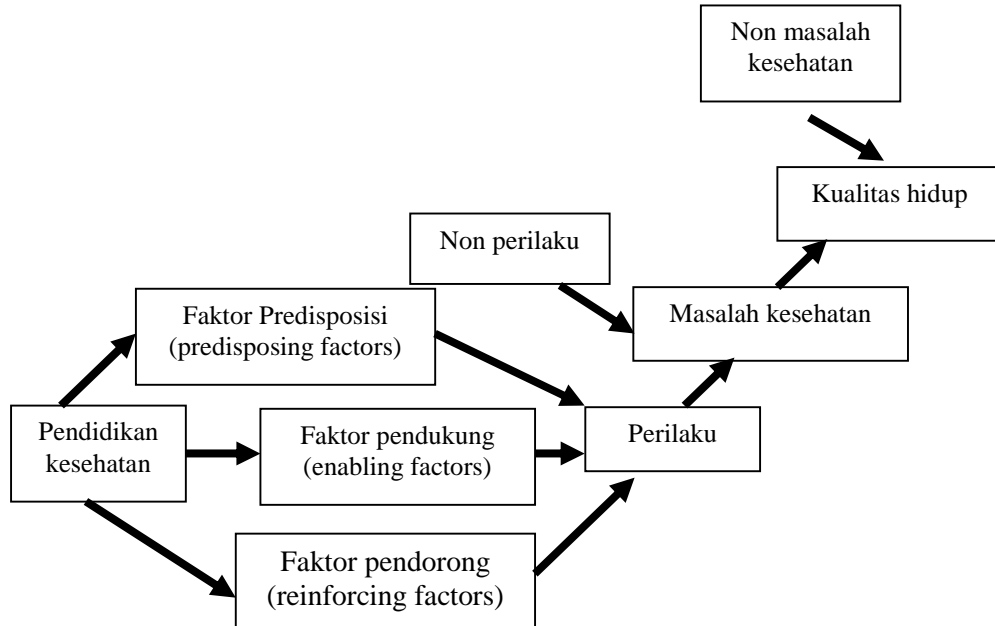 Non masalah
kesehatan
Kualitas hidup
Non perilaku
Masalah kesehatan
Faktor Predisposisi
(predisposing factors)
Pendidikan
kesehatan
Faktor pendukung
(enabling factors)
Perilaku
Faktor pendorong
(reinforcing factors)